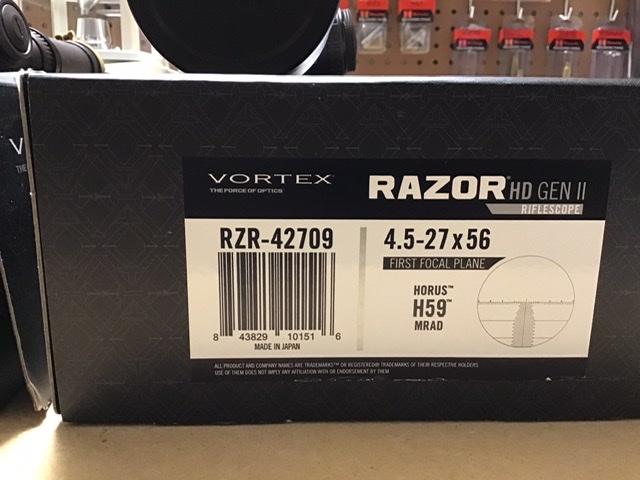 VORTEX
THE FORCE OF OPTICS
RAZOR HD GEN II
RIFLESCOPE
RZR-42709
8 43829 10151 6
MADE IN JAPAN
4.5-27x56
FIRST FOCAL PLANE
HORUS™
H59™
MRAD
ALL PRODUCT AND COMPANY NAMES ARE TRADEMARKS™ OR REGISTERED® TRADEMARKS OF THEIR RESPECTIVE HOLDERS
USE OF THEM DOES NOT IMPLY ANY AFFILIATION WITH OR ENDORSEMENT BY THEM